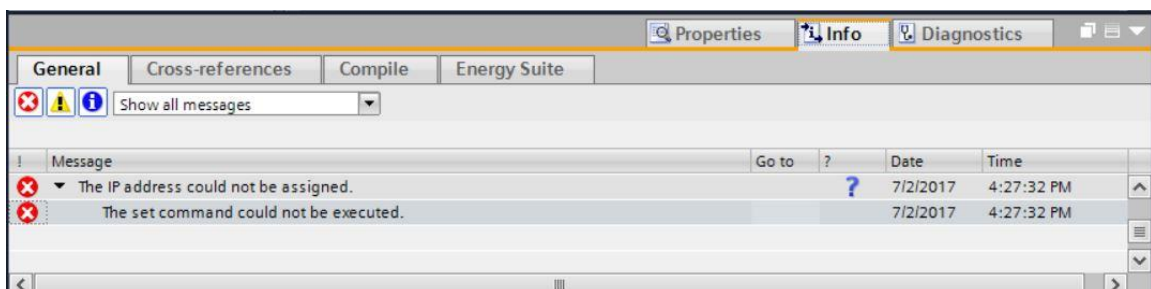 Properties Info Diagnostics
General Cross-references Compile Energy Suite
Show all messages
! Message Go to ? Date Time
The IP address could not be assigned. ? 7/2/2017 4:27:32 PM
The set command could not be executed. 7/2/2017 4:27:32 PM